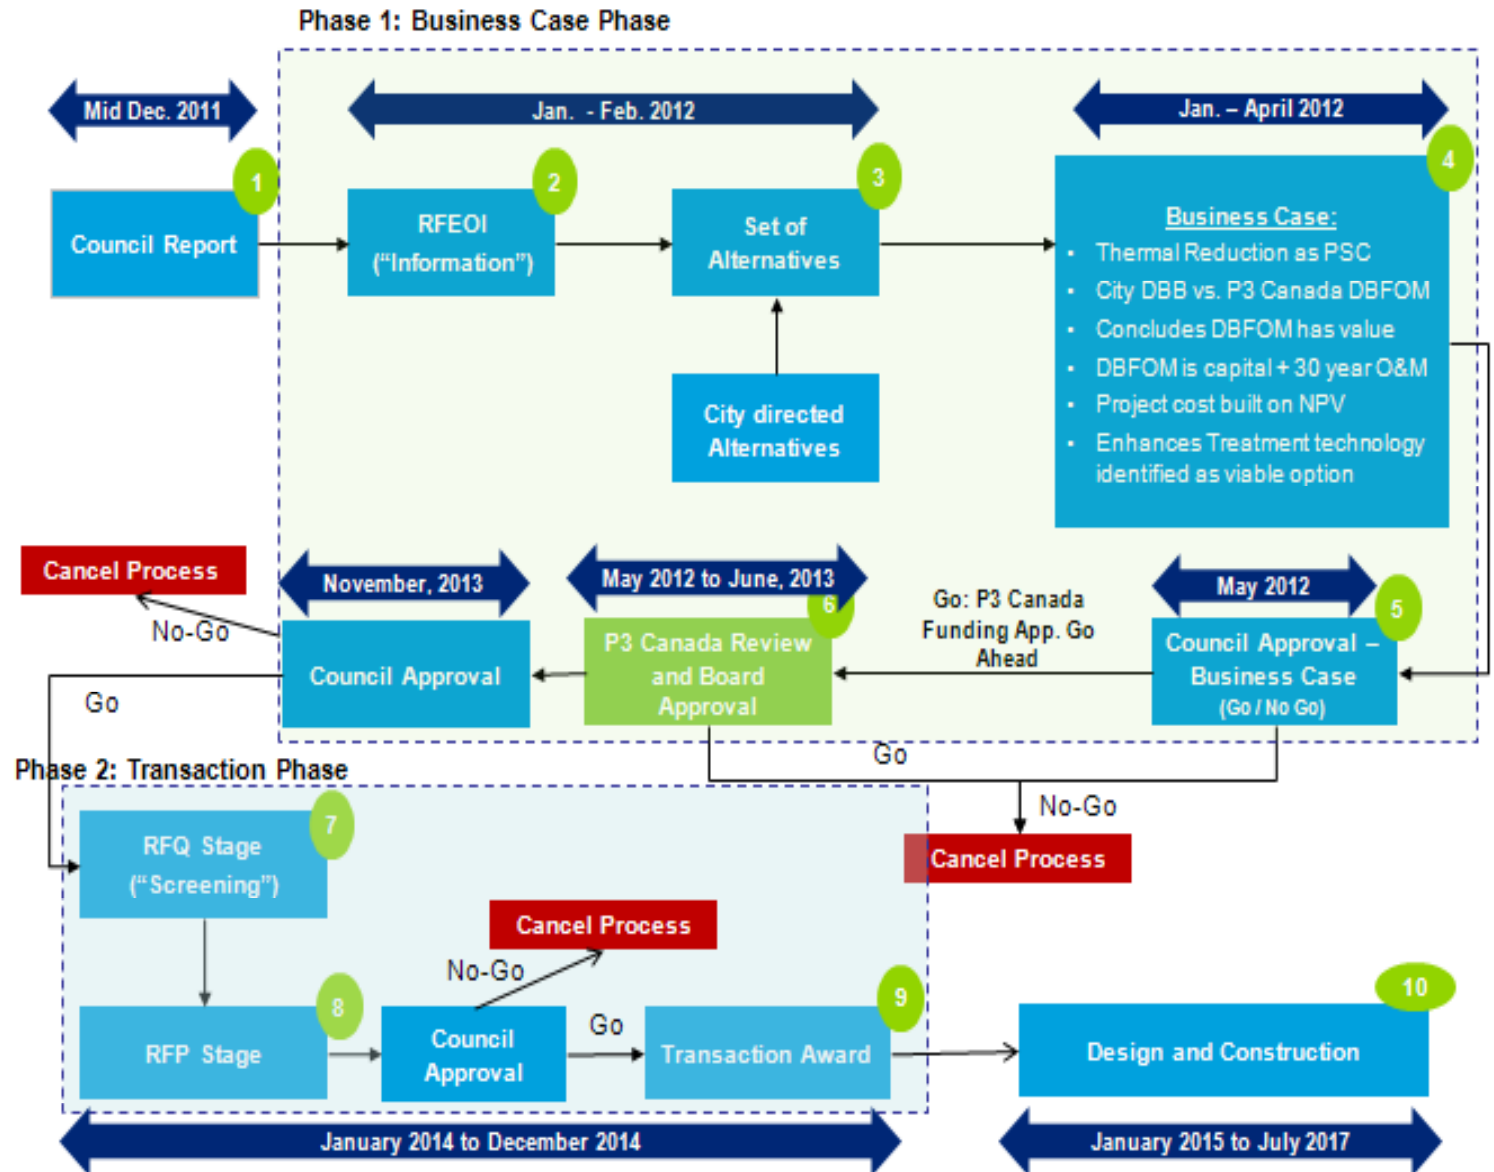 Phase 1: Business Case Phase
Mid Dec. 2011
Jan. - Feb. 2012
Jan. – April 2012
1
2
3
4
Council Report
RFEOI
(“Information”)
Set of
Alternatives
Business Case:
• Thermal Reduction as PSC
• City DBB vs. P3 Canada DBFOM
• Concludes DBFOM has value
• DBFOM is capital + 30 year O&M
• Project cost built on NPV
• Enhances Treatment technology
identified as viable option
City directed
Alternatives
Cancel Process
November, 2013
May 2012 to June, 2013
May 2012
No-Go
6
Go: P3 Canada
Funding App. Go
Ahead
5
Council Approval
P3 Canada Review
and Board
Approval
Council Approval –
Business Case
(Go / No Go)
Go
Go
No-Go
Cancel Process
Phase 2: Transaction Phase
7
RFQ Stage
(“Screening”)
Cancel Process
No-Go
8
9
10
RFP Stage
Council
Approval
Go
Transaction Award
Design and Construction
January 2014 to December 2014
January 2015 to July 2017